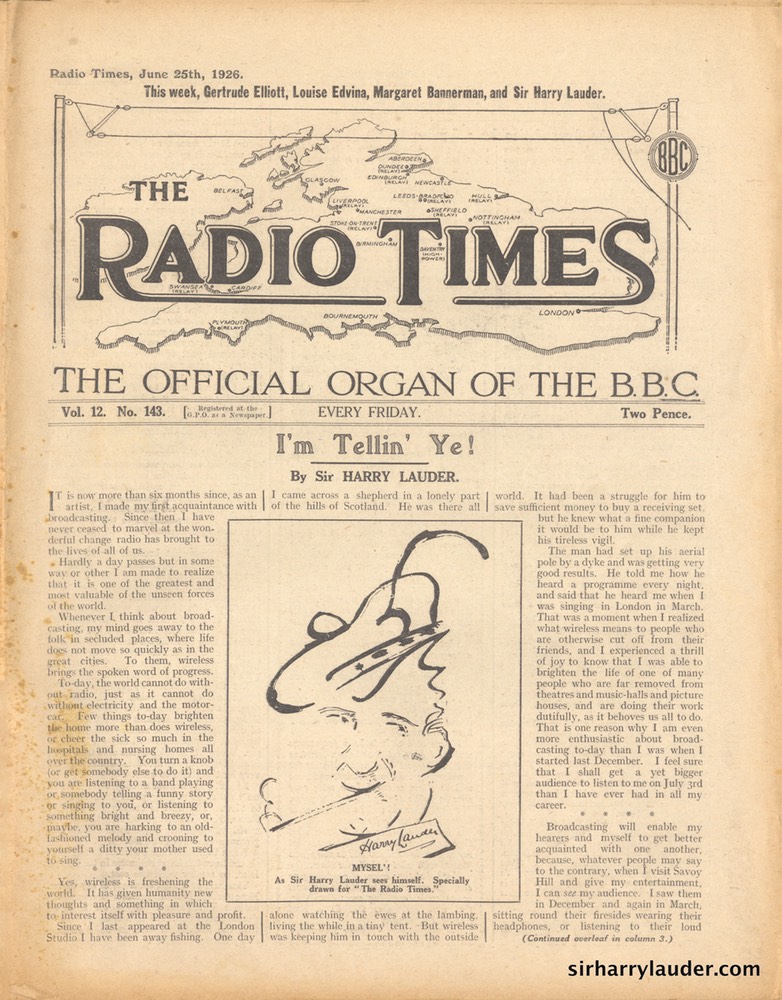 Radio Times, June 25th, 1926.
This week, Gertrude Elliott, Louise Edvina, Margaret Bannerman, and Sir Harry Lauder.
BBC
ABERDEEN
DUNDEE (RELAY)
EDINBURGH (RELAY)
NEWCASTLE
GLASGOW
BELFAST
LEEDS-BRADFORD (RELAY)
HULL (RELAY)
LIVERPOOL (RELAY)
MANCHESTER
SHEFFIELD (RELAY)
NOTTINGHAM (RELAY)
STOKE-ON-TRENT (RELAY)
BIRMINGHAM
DAVENTRY (HIGH-POWER)
THE
RADIO TIMES
SWANSEA (RELAY)
CARDIFF
PLYMOUTH (RELAY)
BOURNEMOUTH
LONDON
THE OFFICIAL ORGAN OF THE B.B.C.
Vol. 12. No. 143.
[Registered at the
G.P.O. as a Newspaper]
EVERY FRIDAY.
Two Pence.
I'm Tellin' Ye!
By Sir HARRY LAUDER.
IT is now more than six months since, as an
artist, I made my first acquaintance with
broadcasting. Since then I have
never ceased to marvel at the won-
derful change radio has brought to
the lives of all of us.
Hardly a day passes but in some
way or other I am made to realize
that it is one of the greatest and
most valuable of the unseen forces
of the world.
Whenever I think about broad-
casting, my mind goes away to the
folk in secluded places, where life
does not move so quickly as in the
great cities. To them, wireless
brings the spoken word of progress.
To-day, the world cannot do with-
out radio, just as it cannot do
without electricity and the motor-
car. Few things to-day brighten
the home more than does wireless,
or cheer the sick so much in the
hospitals and nursing homes all
over the country. You turn a knob
(or get somebody else to do it) and
you are listening to a band playing
or somebody telling a funny story
or singing to you, or listening to
something bright and breezy, or,
maybe, you are harking to an old-
fashioned melody and crooning to
yourself a ditty your mother used
to sing.
* * * *
Yes, wireless is freshening the
world. It has given humanity new
thoughts and something in which
to interest itself with pleasure and profit.
Since I last appeared at the London
Studio I have been away fishing. One day
I came across a shepherd in a lonely part
of the hills of Scotland. He was there all
Harry Lauder
MYSEL'!
As Sir Harry Lauder sees himself. Specially
drawn for "The Radio Times."
alone watching the ewes at the lambing,
living the while in a tiny tent. But wireless
was keeping him in touch with the outside
world. It had been a struggle for him to
save sufficient money to buy a receiving set,
but he knew what a fine companion
it would be to him while he kept
his tireless vigil.
The man had set up his aerial
pole by a dyke and was getting very
good results. He told me how he
heard a programme every night,
and said that he heard me when I
was singing in London in March.
That was a moment when I realized
what wireless means to people who
are otherwise cut off from their
friends, and I experienced a thrill
of joy to know that I was able to
brighten the life of one of many
people who are far removed from
theatres and music-halls and picture
houses, and are doing their work
dutifully, as it behoves us all to do.
That is one reason why I am even
more enthusiastic about broad-
casting to-day than I was when I
started last December. I feel sure
that I shall get a yet bigger
audience to listen to me on July 3rd
than I have ever had in all my
career.
* * * *
Broadcasting will enable my
hearers and myself to get better
acquainted with one another,
because, whatever people may say
to the contrary, when I visit Savoy
Hill and give my entertainment,
I can see my audience. I saw them
in December and again in March,
sitting round their firesides wearing their
headphones, or listening to their loud
(Continued overleaf in column 3.)
sirharrylauder.com